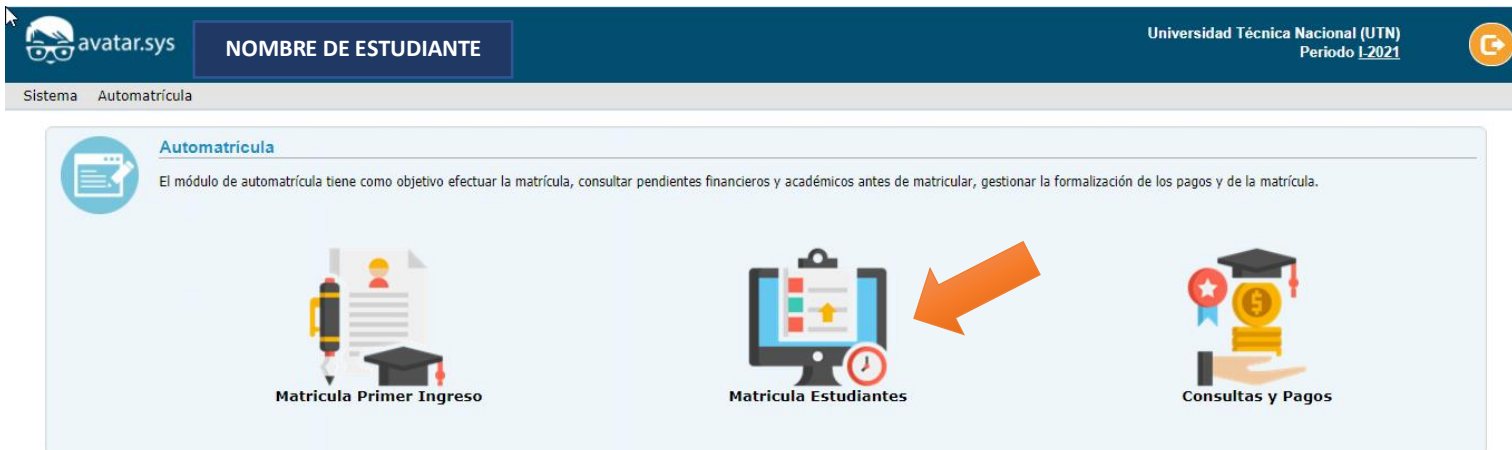 avatar.sys
NOMBRE DE ESTUDIANTE
Universidad Técnica Nacional (UTN)
Periodo I-2021
Sistema Automatrícula
Automatricula
El módulo de automatrícula tiene como objetivo efectuar la matrícula, consultar pendientes financieros y académicos antes de matricular, gestionar la formalización de los pagos y de la matrícula.
Matricula Primer Ingreso
Matricula Estudiantes
Consultas y Pagos